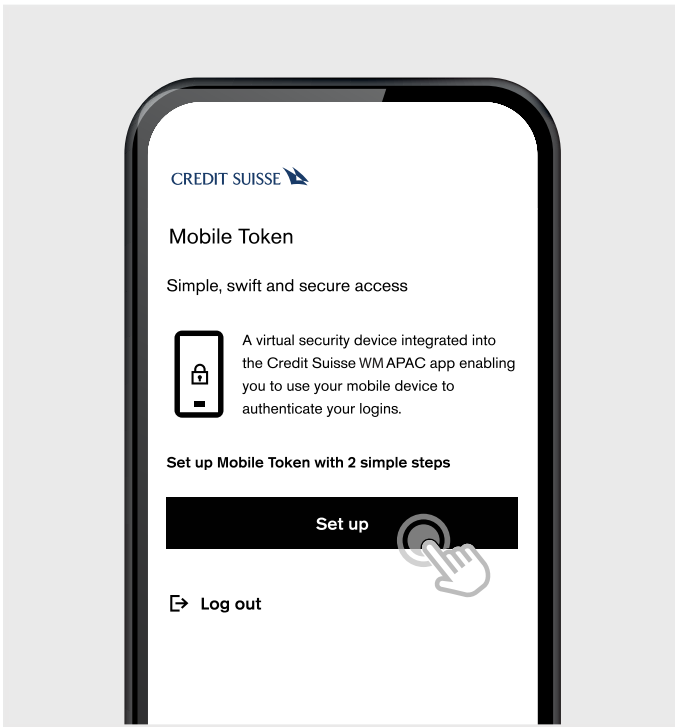 CREDIT SUISSE
Mobile Token
Simple, swift and secure access
A virtual security device integrated into
the Credit Suisse WM APAC app enabling
you to use your mobile device to
authenticate your logins.
Set up Mobile Token with 2 simple steps
Set up
Log out